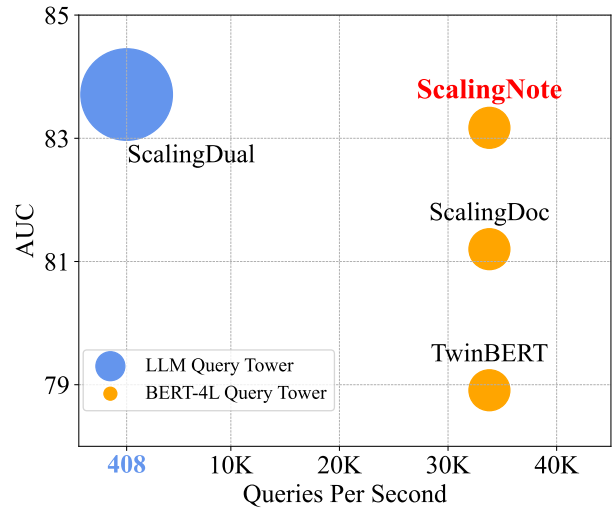 85
83
81
79
AUC
ScalingNote
ScalingDual
ScalingDoc
TwinBERT
LLM Query Tower
BERT-4L Query Tower
408 10K 20K 30K 40K
Queries Per Second